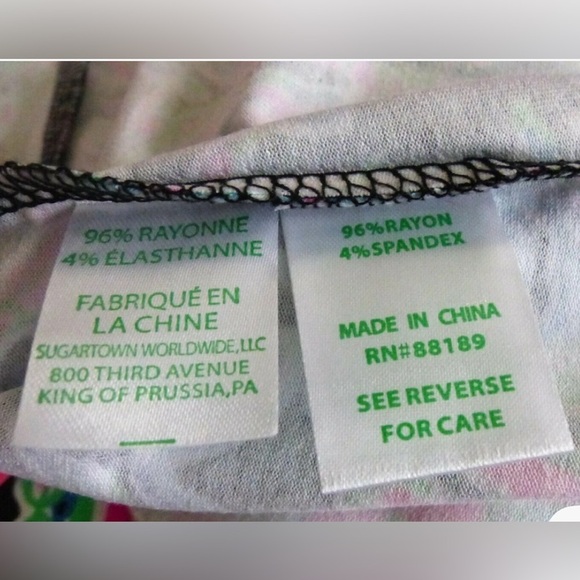 96% RAYONNE
4% ÉLASTHANNE
FABRIQUÉ EN
LA CHINE
SUGARTOWN WORLDWIDE,LLC
800 THIRD AVENUE
KING OF PRUSSIA,PA
96%RAYON
4%SPANDEX
MADE IN CHINA
RN#88189
SEE REVERSE
FOR CARE